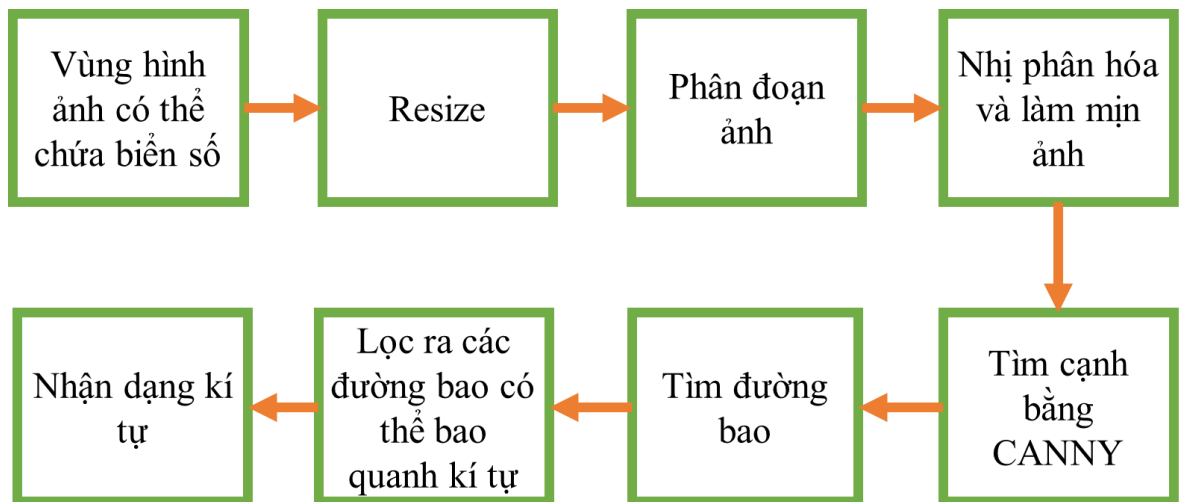 Vùng hình
ảnh có thể
chứa biển số
Resize
Phân đoạn
ảnh
Nhị phân hóa
và làm mịn
ảnh
Tìm cạnh
bằng
CANNY
Tìm đường
bao
Lọc ra các
đường bao có
thể bao
quanh kí tự
Nhận dạng kí
tự